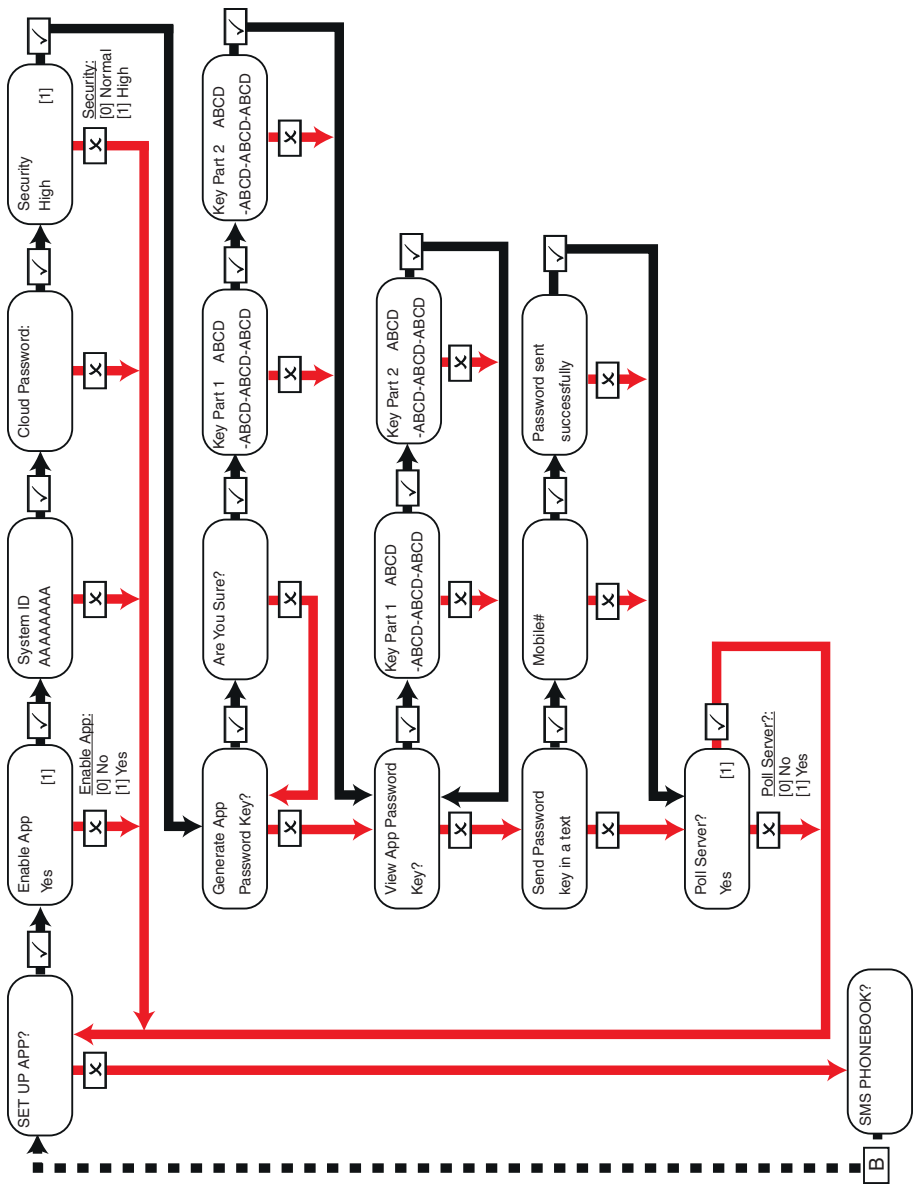 SET UP APP?
Enable App
Yes [1]
Enable App:
[0] No
[1] Yes
System ID
AAAAAAAA
Cloud Password:
Security
High [1]
Security:
[0] Normal
[1] High
Generate App
Password Key?
Are You Sure?
Key Part 1 ABCD
-ABCD-ABCD-ABCD
Key Part 2 ABCD
-ABCD-ABCD-ABCD
View App Password
Key?
Key Part 1 ABCD
-ABCD-ABCD-ABCD
Key Part 2 ABCD
-ABCD-ABCD-ABCD
Send Password
key in a text
Mobile#
Password sent
successfully
Poll Server?
Yes [1]
Poll Server?:
[0] No
[1] Yes
B
SMS PHONEBOOK?